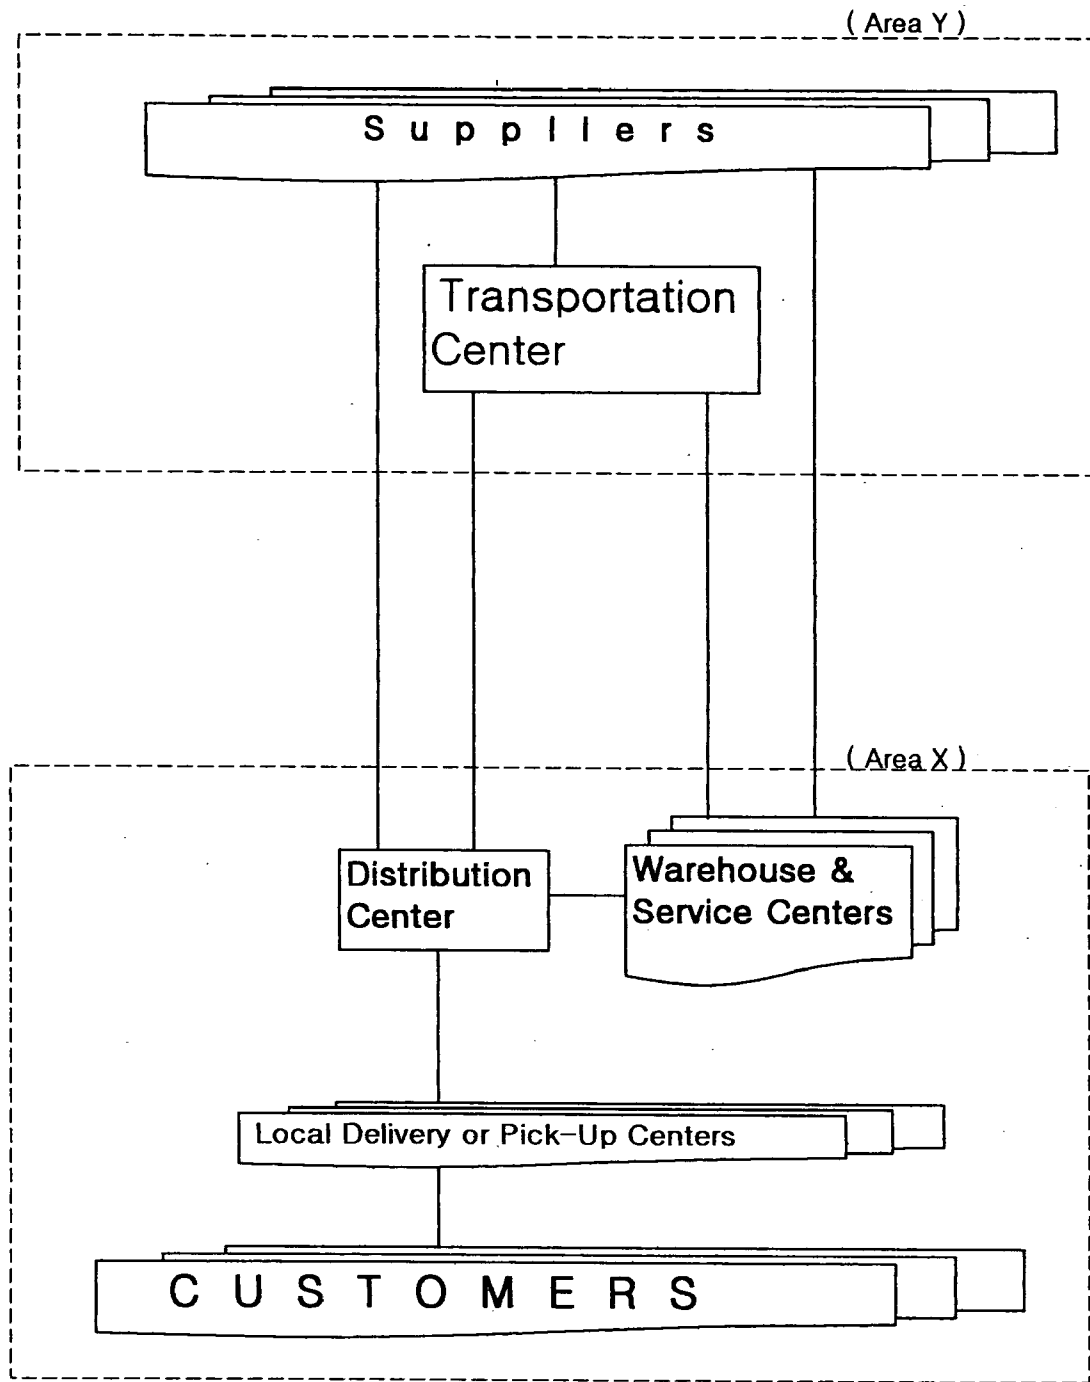 ( Area Y )
Suppliers
Transportation
Center
( Area X )
Distribution
Center
Warehouse &
Service Centers
Local Delivery or Pick-Up Centers
CUSTOMERS